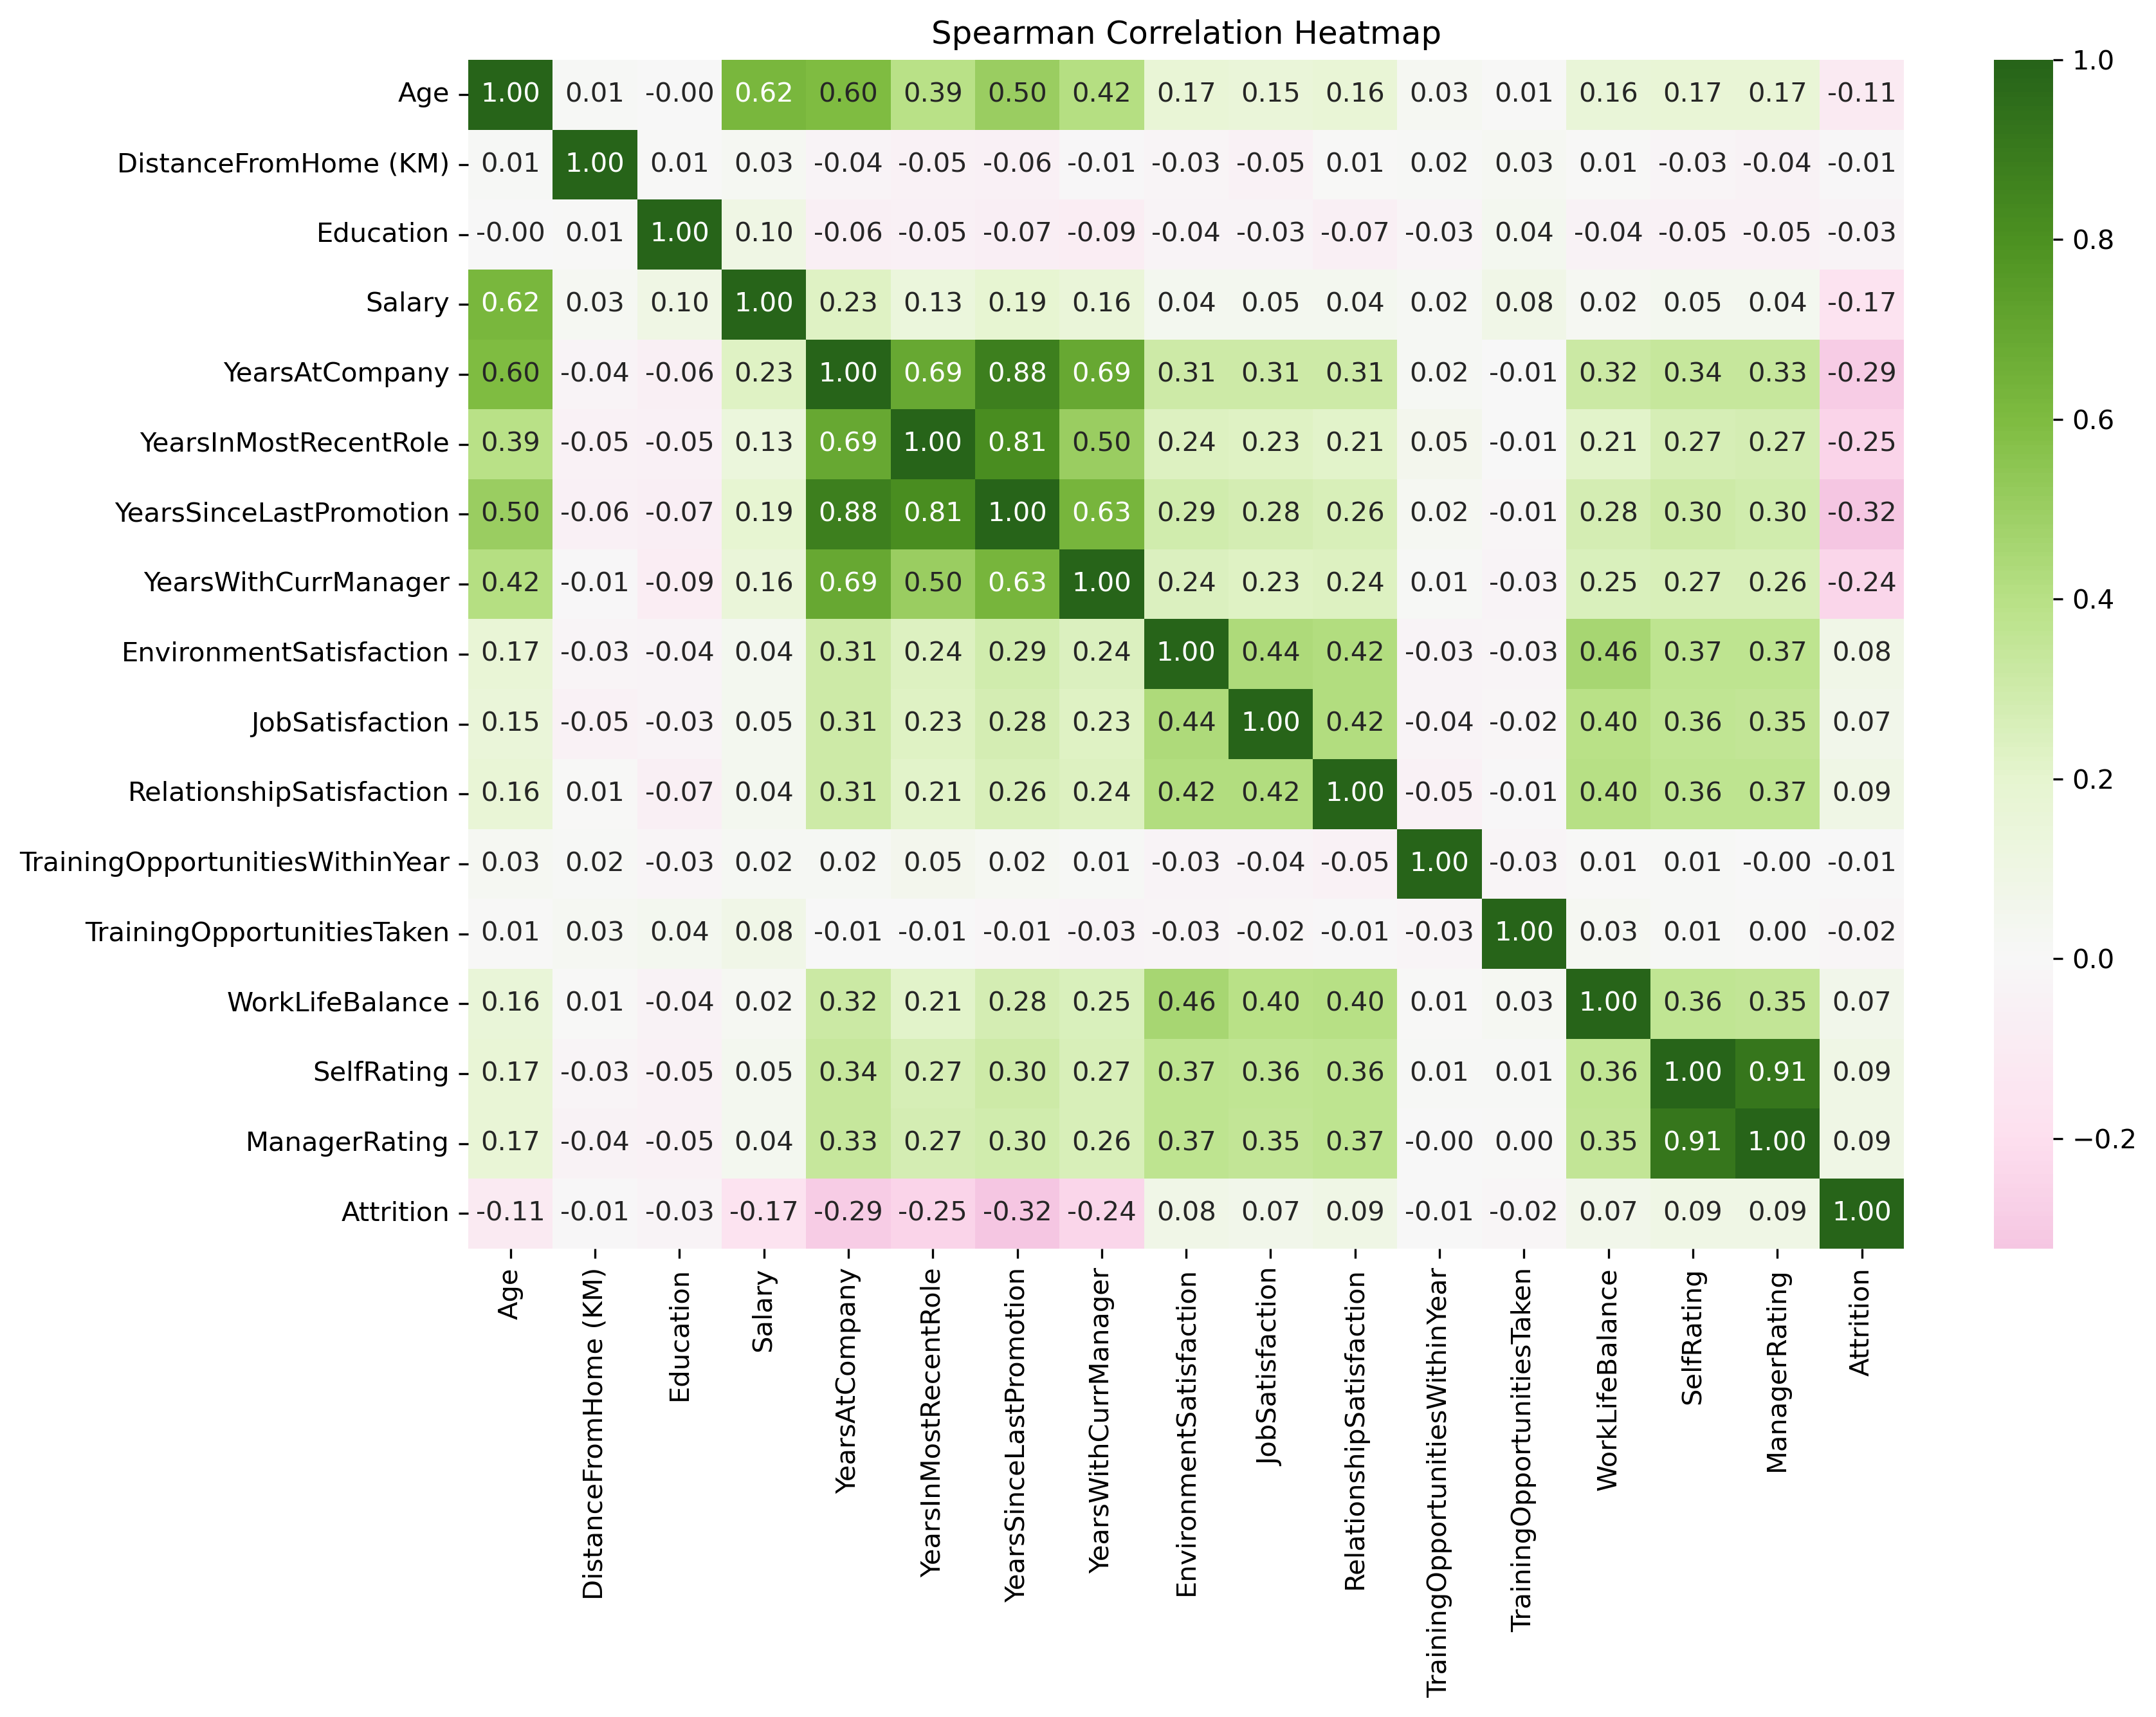 Spearman Correlation Heatmap
Age 1.00 0.01 -0.00 0.62 0.60 0.39 0.50 0.42 0.17 0.15 0.16 0.03 0.01 0.16 0.17 0.17 -0.11
DistanceFromHome (KM) 0.01 1.00 0.01 0.03 -0.04 -0.05 -0.06 -0.01 -0.03 -0.05 0.01 0.02 0.03 0.01 -0.03 -0.04 -0.01
Education -0.00 0.01 1.00 0.10 -0.06 -0.05 -0.07 -0.09 -0.04 -0.03 -0.07 -0.03 0.04 -0.04 -0.05 -0.05 -0.03
Salary 0.62 0.03 0.10 1.00 0.23 0.13 0.19 0.16 0.04 0.05 0.04 0.02 0.08 0.02 0.05 0.04 -0.17
YearsAtCompany 0.60 -0.04 -0.06 0.23 1.00 0.69 0.88 0.69 0.31 0.31 0.31 0.02 -0.01 0.32 0.34 0.33 -0.29
YearsInMostRecentRole 0.39 -0.05 -0.05 0.13 0.69 1.00 0.81 0.50 0.24 0.23 0.21 0.05 -0.01 0.21 0.27 0.27 -0.25
YearsSinceLastPromotion 0.50 -0.06 -0.07 0.19 0.88 0.81 1.00 0.63 0.29 0.28 0.26 0.02 -0.01 0.28 0.30 0.30 -0.32
YearsWithCurrManager 0.42 -0.01 -0.09 0.16 0.69 0.50 0.63 1.00 0.24 0.23 0.24 0.01 -0.03 0.25 0.27 0.26 -0.24
EnvironmentSatisfaction 0.17 -0.03 -0.04 0.04 0.31 0.24 0.29 0.24 1.00 0.44 0.42 -0.03 -0.03 0.46 0.37 0.37 0.08
JobSatisfaction 0.15 -0.05 -0.03 0.05 0.31 0.23 0.28 0.23 0.44 1.00 0.42 -0.04 -0.02 0.40 0.36 0.35 0.07
RelationshipSatisfaction 0.16 0.01 -0.07 0.04 0.31 0.21 0.26 0.24 0.42 0.42 1.00 -0.05 -0.01 0.40 0.36 0.37 0.09
TrainingOpportunitiesWithinYear 0.03 0.02 -0.03 0.02 0.02 0.05 0.02 0.01 -0.03 -0.04 -0.05 1.00 -0.03 0.01 0.01 -0.00 -0.01
TrainingOpportunitiesTaken 0.01 0.03 0.04 0.08 -0.01 -0.01 -0.01 -0.03 -0.03 -0.02 -0.01 -0.03 1.00 0.03 0.01 0.00 -0.02
WorkLifeBalance 0.16 0.01 -0.04 0.02 0.32 0.21 0.28 0.25 0.46 0.40 0.40 0.01 0.03 1.00 0.36 0.35 0.07
SelfRating 0.17 -0.03 -0.05 0.05 0.34 0.27 0.30 0.27 0.37 0.36 0.36 0.01 0.01 0.36 1.00 0.91 0.09
ManagerRating 0.17 -0.04 -0.05 0.04 0.33 0.27 0.30 0.26 0.37 0.35 0.37 -0.00 0.00 0.35 0.91 1.00 0.09
Attrition -0.11 -0.01 -0.03 -0.17 -0.29 -0.25 -0.32 -0.24 0.08 0.07 0.09 -0.01 -0.02 0.07 0.09 0.09 1.00
Age
DistanceFromHome (KM)
Education
Salary
YearsAtCompany
YearsInMostRecentRole
YearsSinceLastPromotion
YearsWithCurrManager
EnvironmentSatisfaction
JobSatisfaction
RelationshipSatisfaction
TrainingOpportunitiesWithinYear
TrainingOpportunitiesTaken
WorkLifeBalance
SelfRating
ManagerRating
Attrition
1.0
0.8
0.6
0.4
0.2
0.0
−0.2